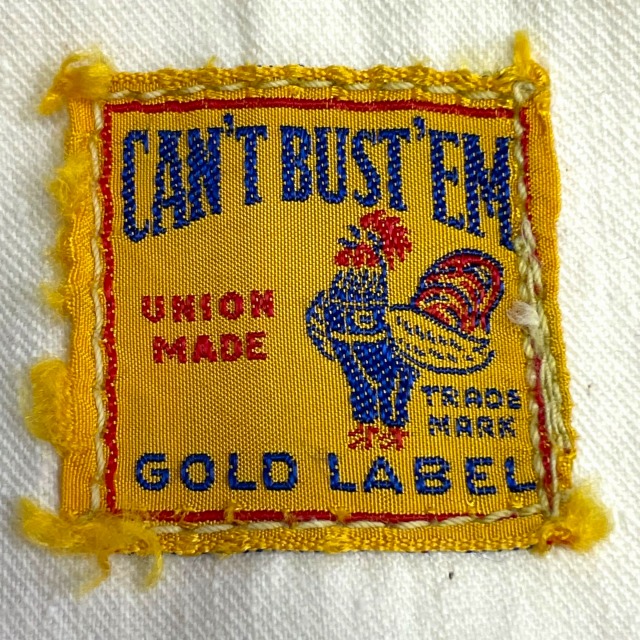 CAN'T BUST'EM
UNION
MADE
TRADE
MARK
GOLD LABEL